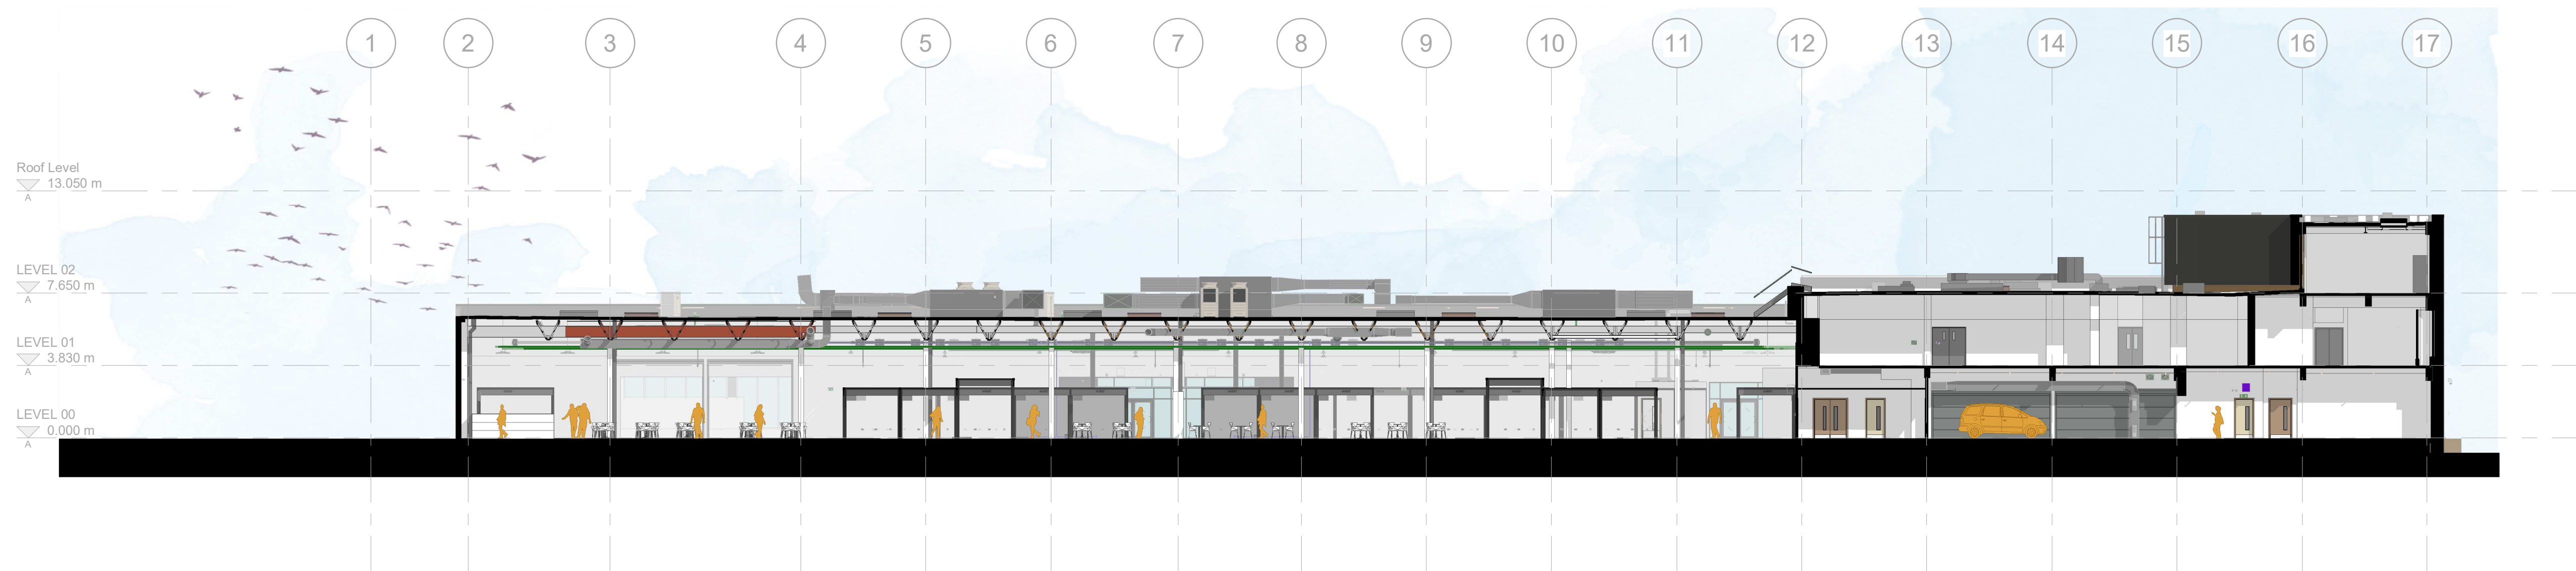 1 2 3 4 5 6 7 8 9 10 11 12 13 14 15 16 17
Roof Level
13.050 m
A
LEVEL 02
7.650 m
A
LEVEL 01
3.830 m
A
LEVEL 00
0.000 m
A